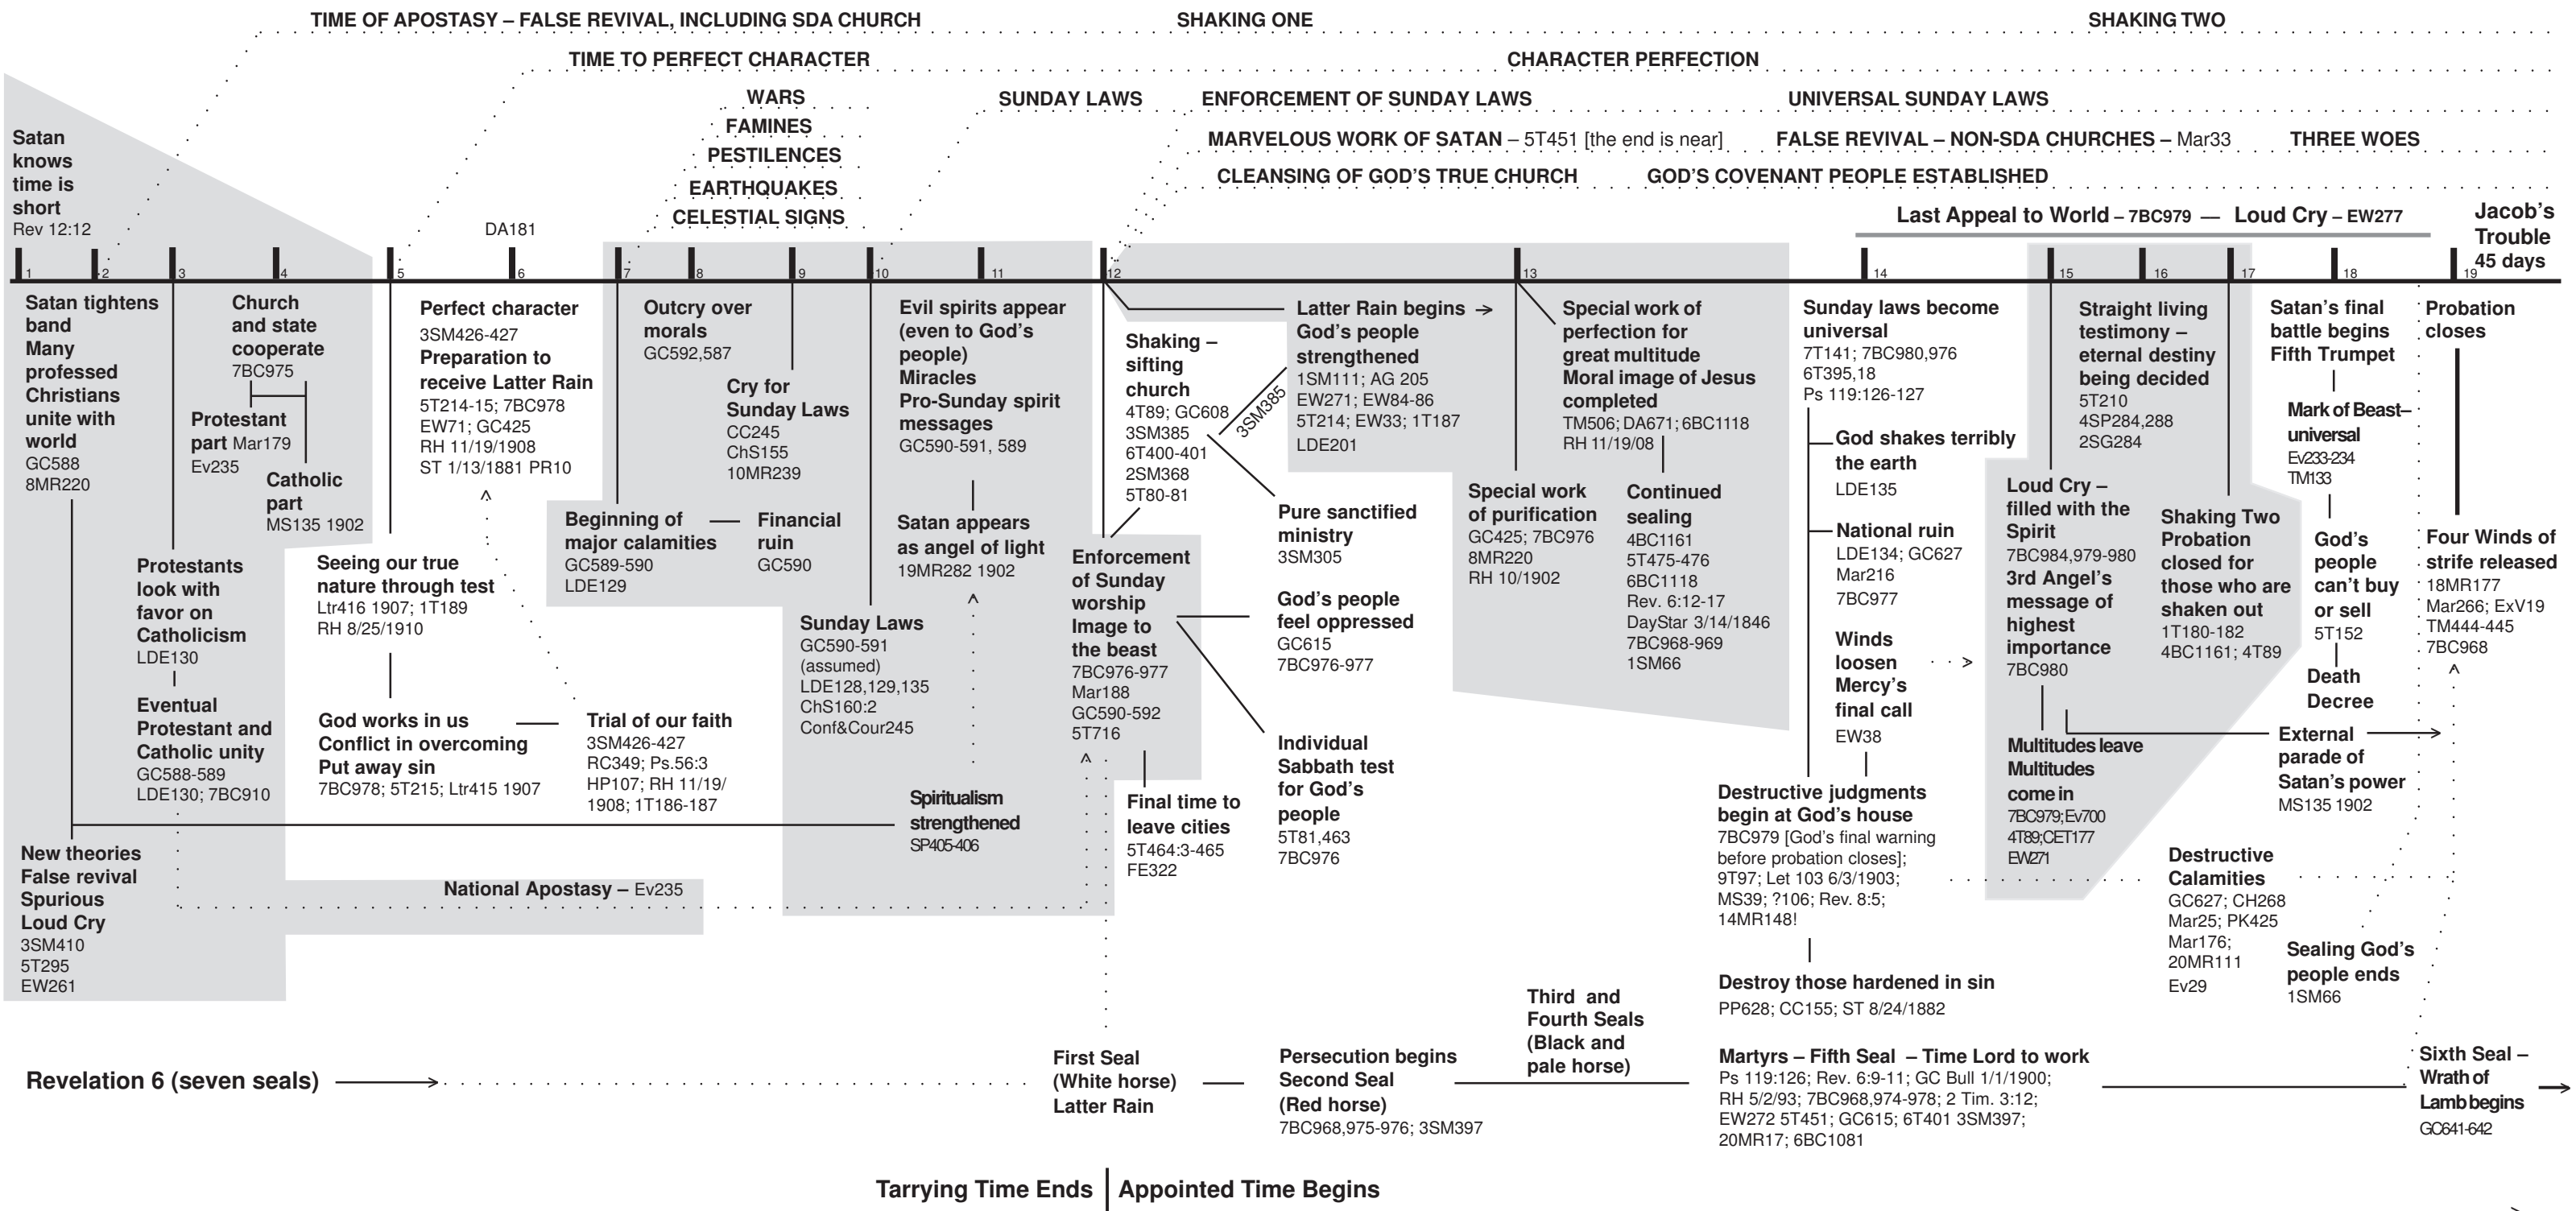 TIME OF APOSTASY – FALSE REVIVAL, INCLUDING SDA CHURCH
SHAKING ONE
SHAKING TWO
TIME TO PERFECT CHARACTER
CHARACTER PERFECTION
WARS
FAMINES
PESTILENCES
EARTHQUAKES
CELESTIAL SIGNS
SUNDAY LAWS
ENFORCEMENT OF SUNDAY LAWS
UNIVERSAL SUNDAY LAWS
MARVELOUS WORK OF SATAN – 5T451 [the end is near]
FALSE REVIVAL – NON-SDA CHURCHES – Mar33
THREE WOES
CLEANSING OF GOD'S TRUE CHURCH
GOD'S COVENANT PEOPLE ESTABLISHED
Last Appeal to World – 7BC979 — Loud Cry – EW277
Jacob's
Trouble
45 days
Satan
knows
time is
short
Rev 12:12
DA181
1
2
3
4
5
6
7
8
9
10
11
12
13
14
15
16
17
18
19
Satan tightens
band
Many
professed
Christians
unite with
world
GC588
8MR220
New theories
False revival
Spurious
Loud Cry
3SM410
5T295
EW261
Protestants
look with
favor on
Catholicism
LDE130
Eventual
Protestant and
Catholic unity
GC588-589
LDE130; 7BC910
Church
and state
cooperate
7BC975
Protestant
part Mar179
Ev235
Catholic
part
MS135 1902
National Apostasy – Ev235
Perfect character
3SM426-427
Preparation to
receive Latter Rain
5T214-15; 7BC978
EW71; GC425
RH 11/19/1908
ST 1/13/1881 PR10
Seeing our true
nature through test
Ltr416 1907; 1T189
RH 8/25/1910
God works in us
Conflict in overcoming
Put away sin
7BC978; 5T215; Ltr415 1907
Trial of our faith
3SM426-427
RC349; Ps.56:3
HP107; RH 11/19/
1908; 1T186-187
Outcry over
morals
GC592,587
Cry for
Sunday Laws
CC245
ChS155
10MR239
Beginning of
major calamities
GC589-590
LDE129
Financial
ruin
GC590
Sunday Laws
GC590-591
(assumed)
LDE128,129,135
ChS160:2
Conf&Cour245
Evil spirits appear
(even to God's
people)
Miracles
Pro-Sunday spirit
messages
GC590-591, 589
Satan appears
as angel of light
19MR282 1902
Spiritualism
strengthened
SP405-406
Shaking –
sifting
church
4T89; GC608
3SM385
6T400-401
2SM368
5T80-81
3SM385
Enforcement
of Sunday
worship
Image to
the beast
7BC976-977
Mar188
GC590-592
5T716
Final time to
leave cities
5T464:3-465
FE322
Latter Rain begins
God's people
strengthened
1SM111; AG 205
EW271; EW84-86
5T214; EW33; 1T187
LDE201
Pure sanctified
ministry
3SM305
God's people
feel oppressed
GC615
7BC976-977
Individual
Sabbath test
for God's
people
5T81,463
7BC976
Special work
of purification
GC425; 7BC976
8MR220
RH 10/1902
Special work of
perfection for
great multitude
Moral image of Jesus
completed
TM506; DA671; 6BC1118
RH 11/19/08
Continued
sealing
4BC1161
5T475-476
6BC1118
Rev. 6:12-17
DayStar 3/14/1846
7BC968-969
1SM66
Sunday laws become
universal
7T141; 7BC980,976
6T395,18
Ps 119:126-127
God shakes terribly
the earth
LDE135
National ruin
LDE134; GC627
Mar216
7BC977
Winds
loosen
Mercy's
final call
EW38
Destructive judgments
begin at God's house
7BC979 [God's final warning
before probation closes];
9T97; Let 103 6/3/1903;
MS39; ?106; Rev. 8:5;
14MR148!
Destroy those hardened in sin
PP628; CC155; ST 8/24/1882
Straight living
testimony –
eternal destiny
being decided
5T210
4SP284,288
2SG284
Loud Cry –
filled with the
Spirit
7BC984,979-980
3rd Angel's
message of
highest
importance
7BC980
Multitudes leave
Multitudes
come in
7BC979; Ev700
4T89; CET177
EW271
Shaking Two
Probation
closed for
those who are
shaken out
1T180-182
4BC1161; 4T89
Satan's final
battle begins
Fifth Trumpet
Mark of Beast–
universal
Ev233-234
TM133
God's
people
can't buy
or sell
5T152
Death
Decree
External
parade of
Satan's power
MS135 1902
Destructive
Calamities
GC627; CH268
Mar25; PK425
Mar176;
20MR111
Ev29
Sealing God's
people ends
1SM66
Probation
closes
Four Winds of
strife released
18MR177
Mar266; ExV19
TM444-445
7BC968
Revelation 6 (seven seals)
First Seal
(White horse)
Latter Rain
Persecution begins
Second Seal
(Red horse)
7BC968,975-976; 3SM397
Third and
Fourth Seals
(Black and
pale horse)
Martyrs – Fifth Seal – Time Lord to work
Ps 119:126; Rev. 6:9-11; GC Bull 1/1/1900;
RH 5/2/93; 7BC968,974-978; 2 Tim. 3:12;
EW272 5T451; GC615; 6T401 3SM397;
20MR17; 6BC1081
Sixth Seal –
Wrath of
Lamb begins
GC641-642
Tarrying Time Ends
Appointed Time Begins